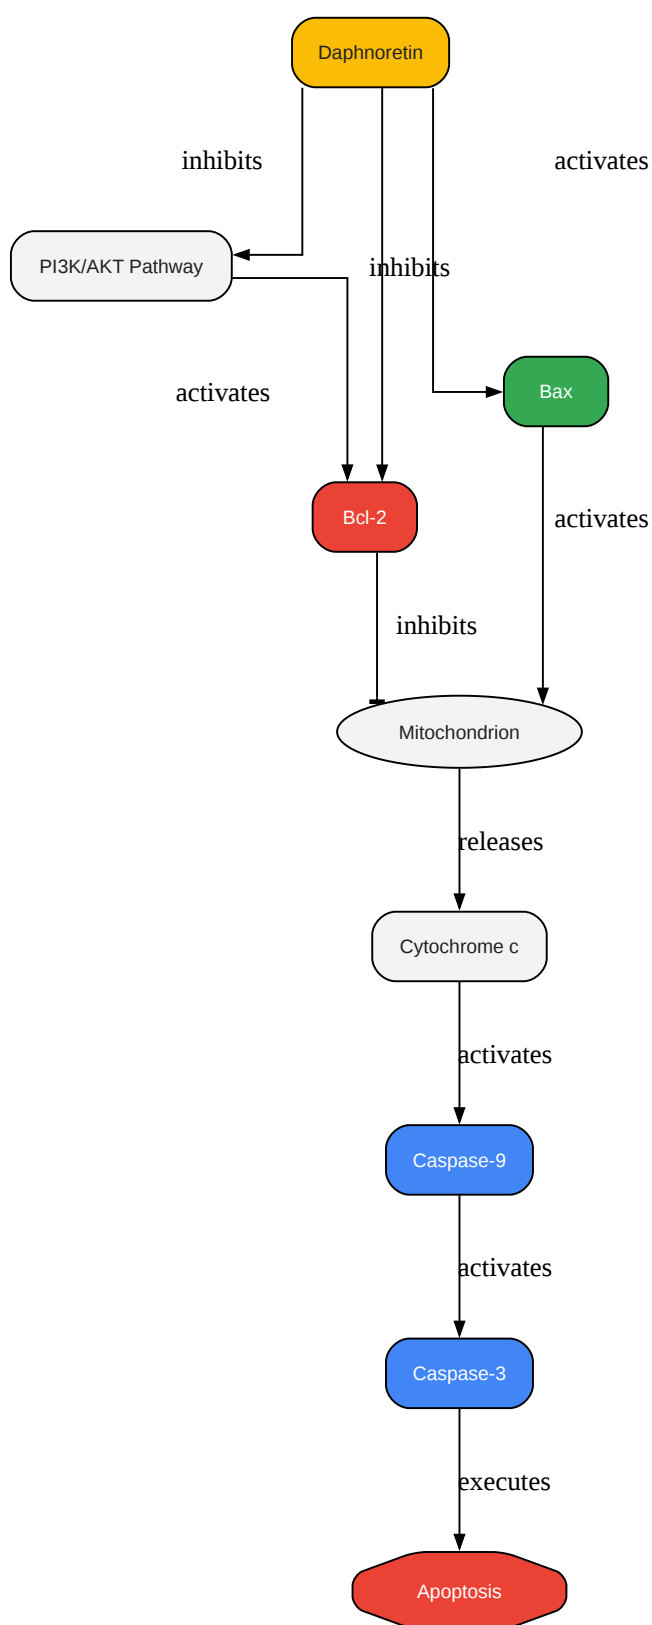 Daphnoretin
inhibits
activates
PI3K/AKT Pathway
inhibits
activates
Bax
Bcl-2
activates
inhibits
Mitochondrion
releases
Cytochrome c
activates
Caspase-9
activates
Caspase-3
executes
Apoptosis